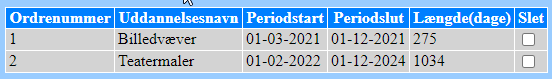 Ordrenummer Uddannelsesnavn Periodstart Periodslut Længde(dage) Slet
1 Billedvæver 01-03-2021 01-12-2021 275
2 Teatermaler 01-02-2022 01-12-2024 1034